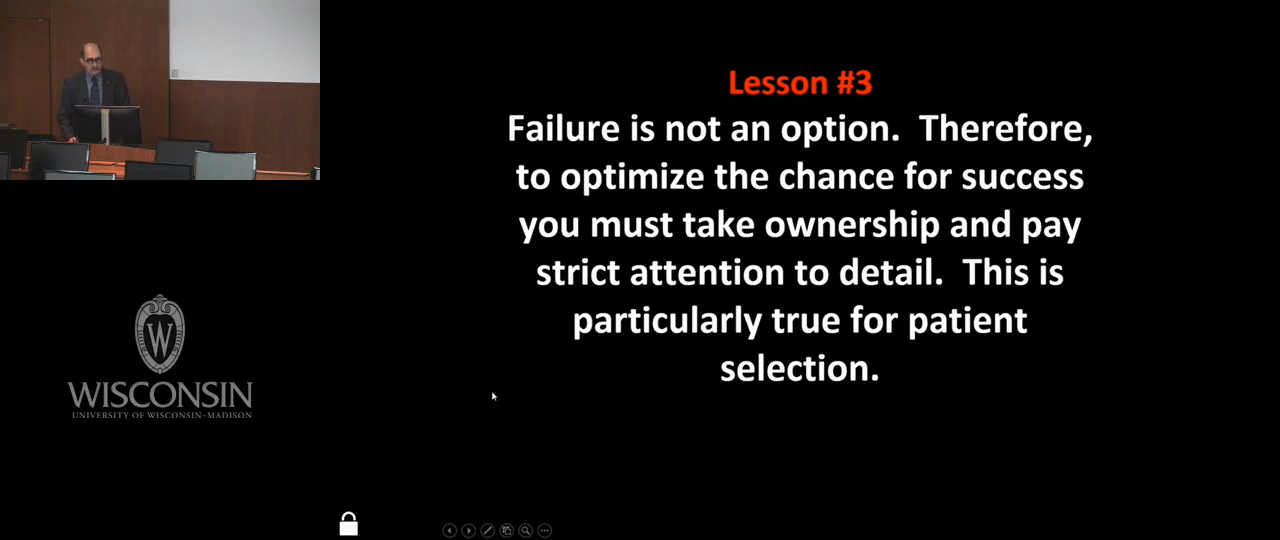 Lesson #3
Failure is not an option.  Therefore,
to optimize the chance for success
you must take ownership and pay
strict attention to detail.  This is
particularly true for patient
selection.
W
WISCONSIN
UNIVERSITY OF WISCONSIN–MADISON